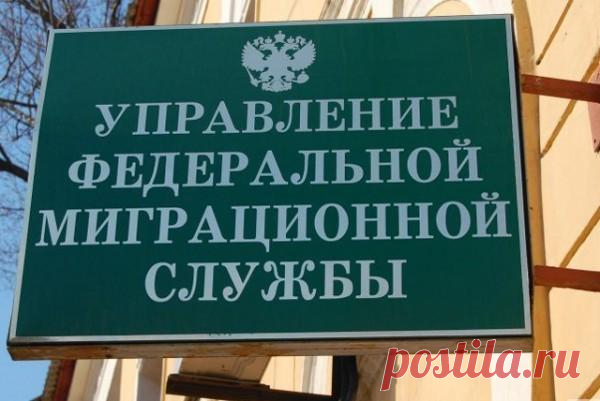 УПРАВЛЕНИЕ
ФЕДЕРАЛЬНОЙ
МИГРАЦИОННОЙ
СЛУЖБЫ
postila.ru